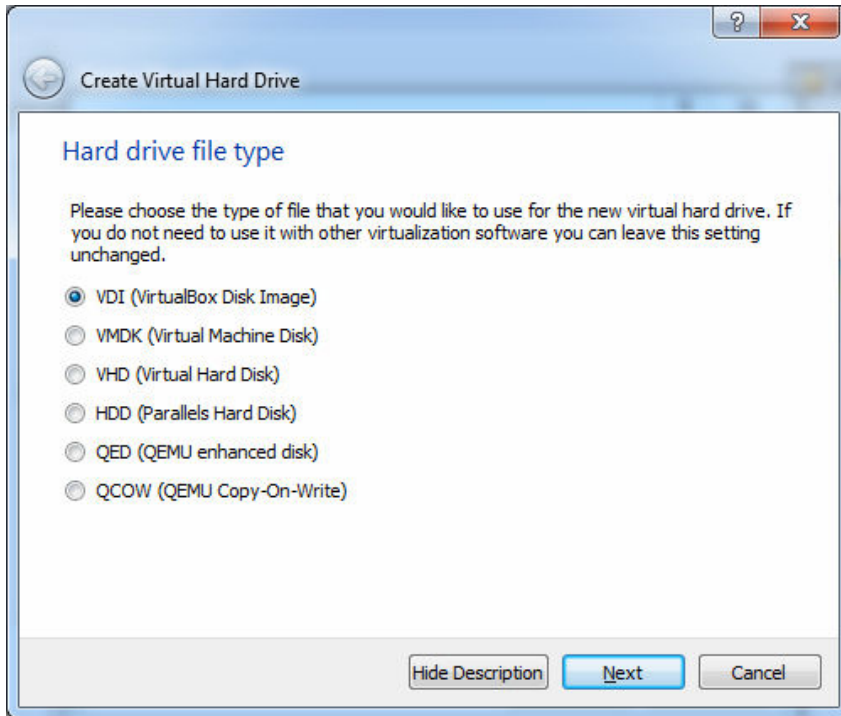 Create Virtual Hard Drive
Hard drive file type
Please choose the type of file that you would like to use for the new virtual hard drive. If
you do not need to use it with other virtualization software you can leave this setting
unchanged.
VDI (VirtualBox Disk Image)
VMDK (Virtual Machine Disk)
VHD (Virtual Hard Disk)
HDD (Parallels Hard Disk)
QED (QEMU enhanced disk)
QCOW (QEMU Copy-On-Write)
Hide Description Next Cancel